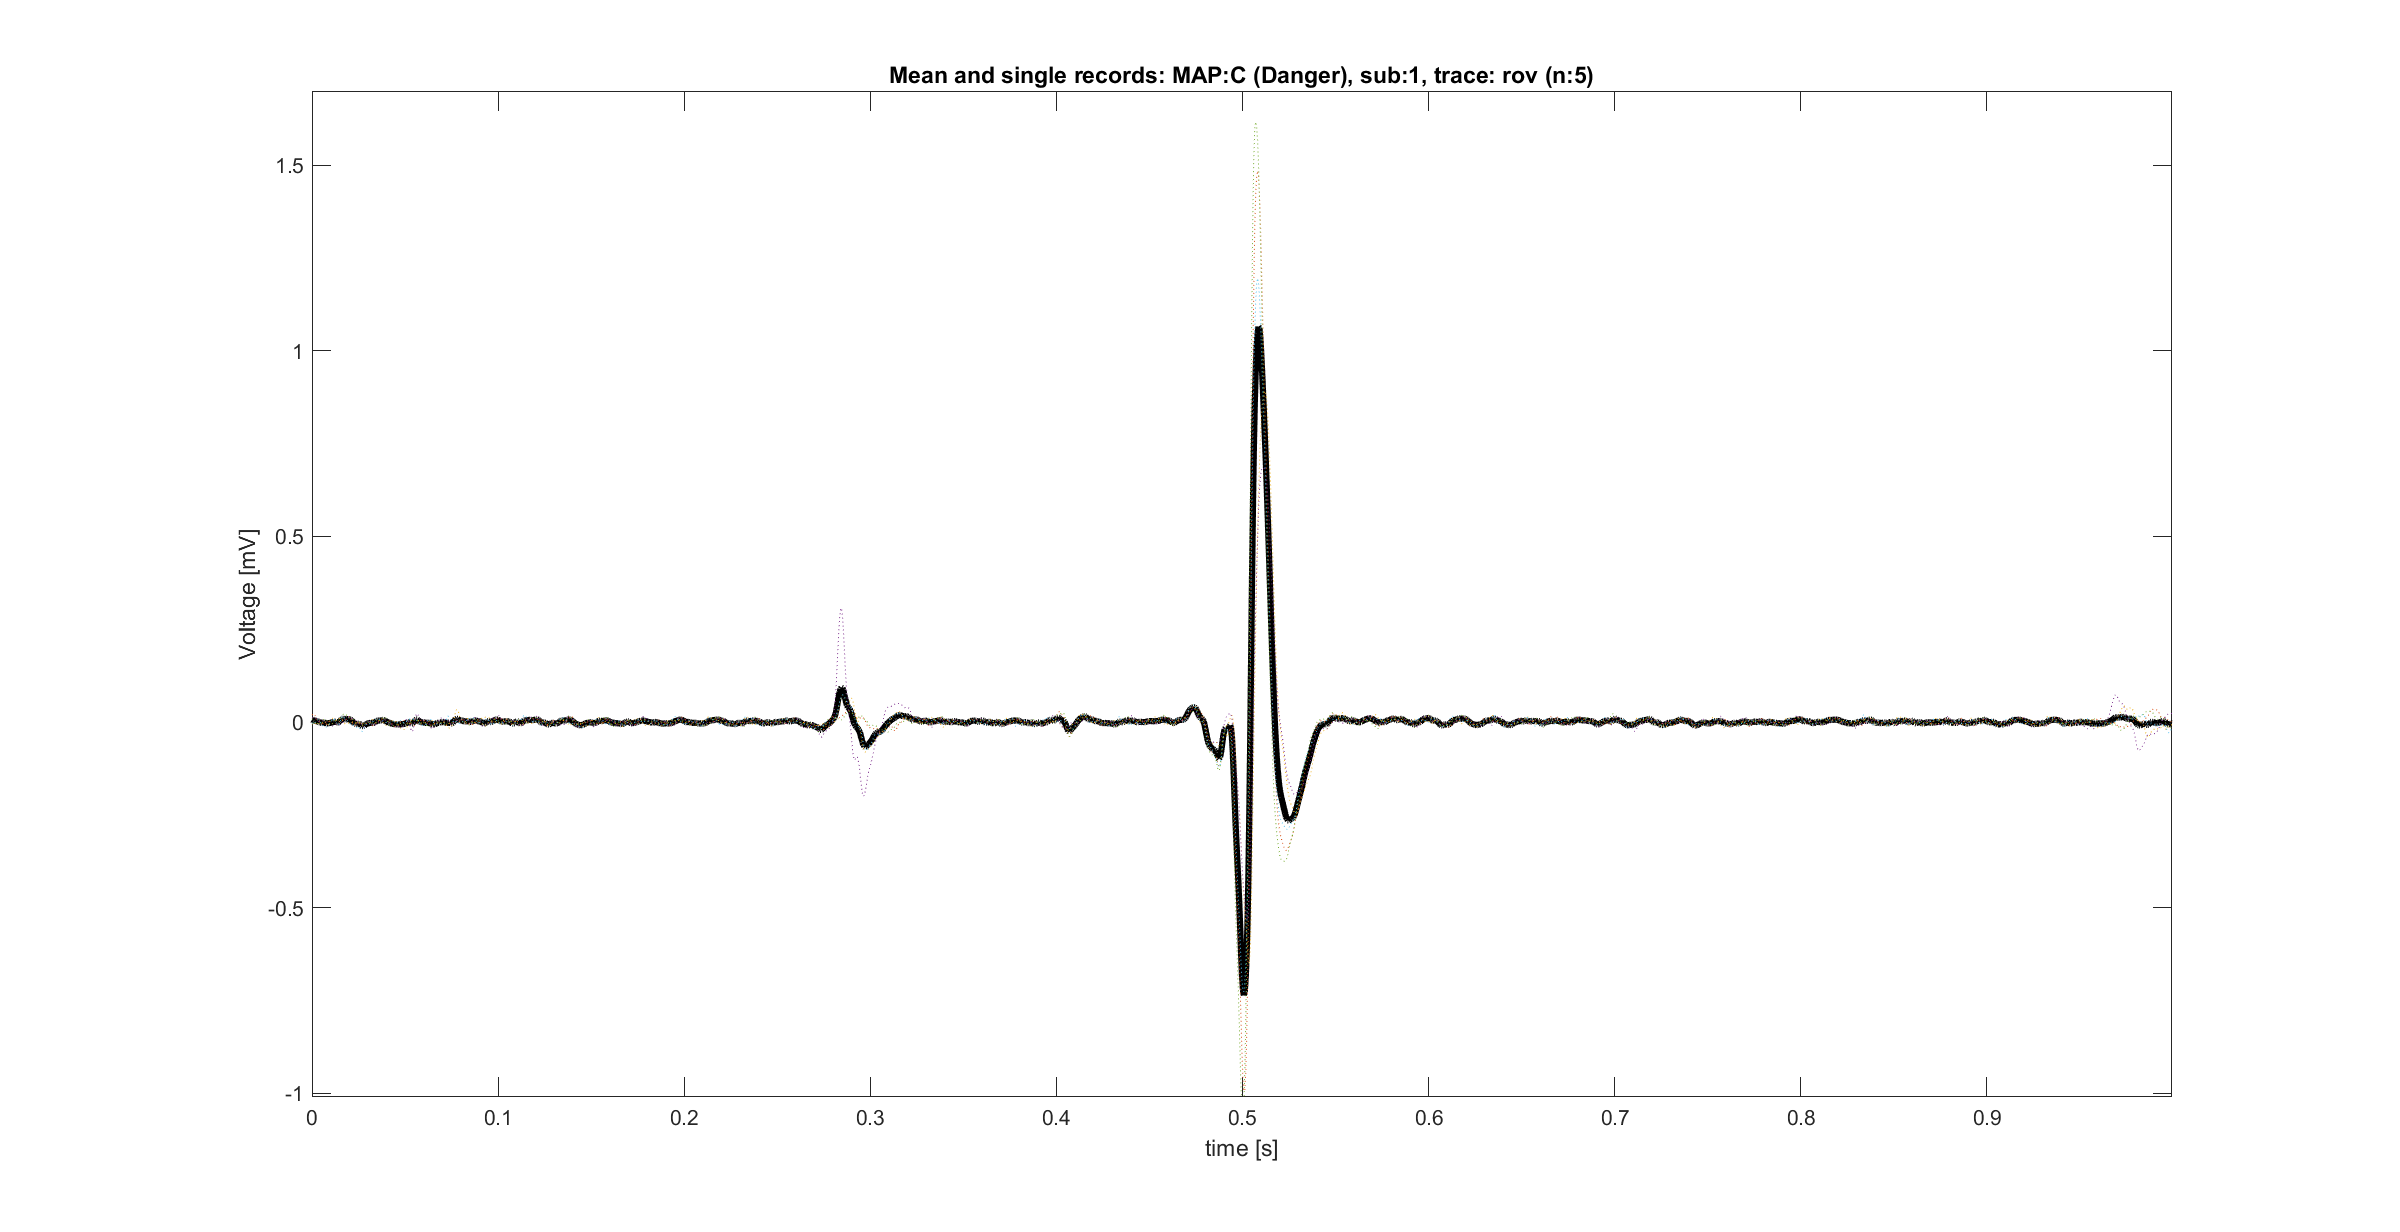 Mean and single records: MAP:C (Danger), sub:1, trace: rov (n:5)
1.5
1
0.5
0
-0.5
-1
Voltage [mV]
0 0.1 0.2 0.3 0.4 0.5 0.6 0.7 0.8 0.9
time [s]